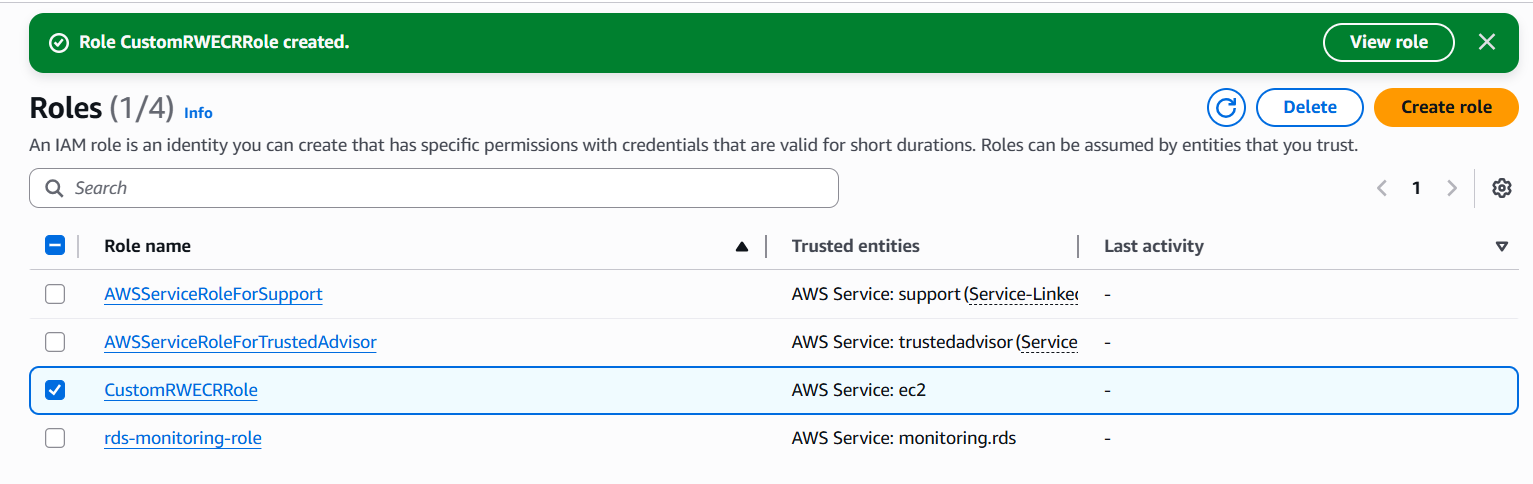 Role CustomRWECRRole created.
View role
Roles (1/4) Info
Delete
Create role
An IAM role is an identity you can create that has specific permissions with credentials that are valid for short durations. Roles can be assumed by entities that you trust.
Search
1
Role name Trusted entities Last activity
AWSServiceRoleForSupport AWS Service: support (Service-Linked -
AWSServiceRoleForTrustedAdvisor AWS Service: trustedadvisor (Service -
CustomRWECRRole AWS Service: ec2 -
rds-monitoring-role AWS Service: monitoring.rds -